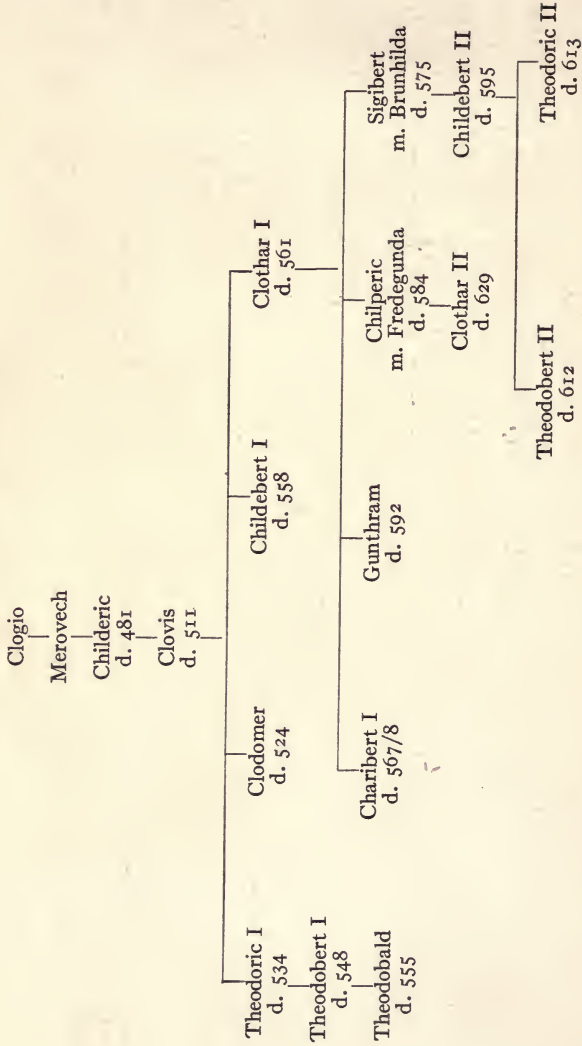 Clogio
Merovech
Childeric
d. 481
Clovis
d. 511
Theodoric I
d. 534
Theodobert I
d. 548
Theodobald
d. 555
Clodomer
d. 524
Childebert I
d. 558
Clothar I
d. 561
Charibert I
d. 567/8
Gunthram
d. 592
Chilperic
m. Fredegunda
d. 584
Clothar II
d. 629
Sigibert
m. Brunhilda
d. 575
Childebert II
d. 595
Theodobert II
d. 612
Theodoric II
d. 613